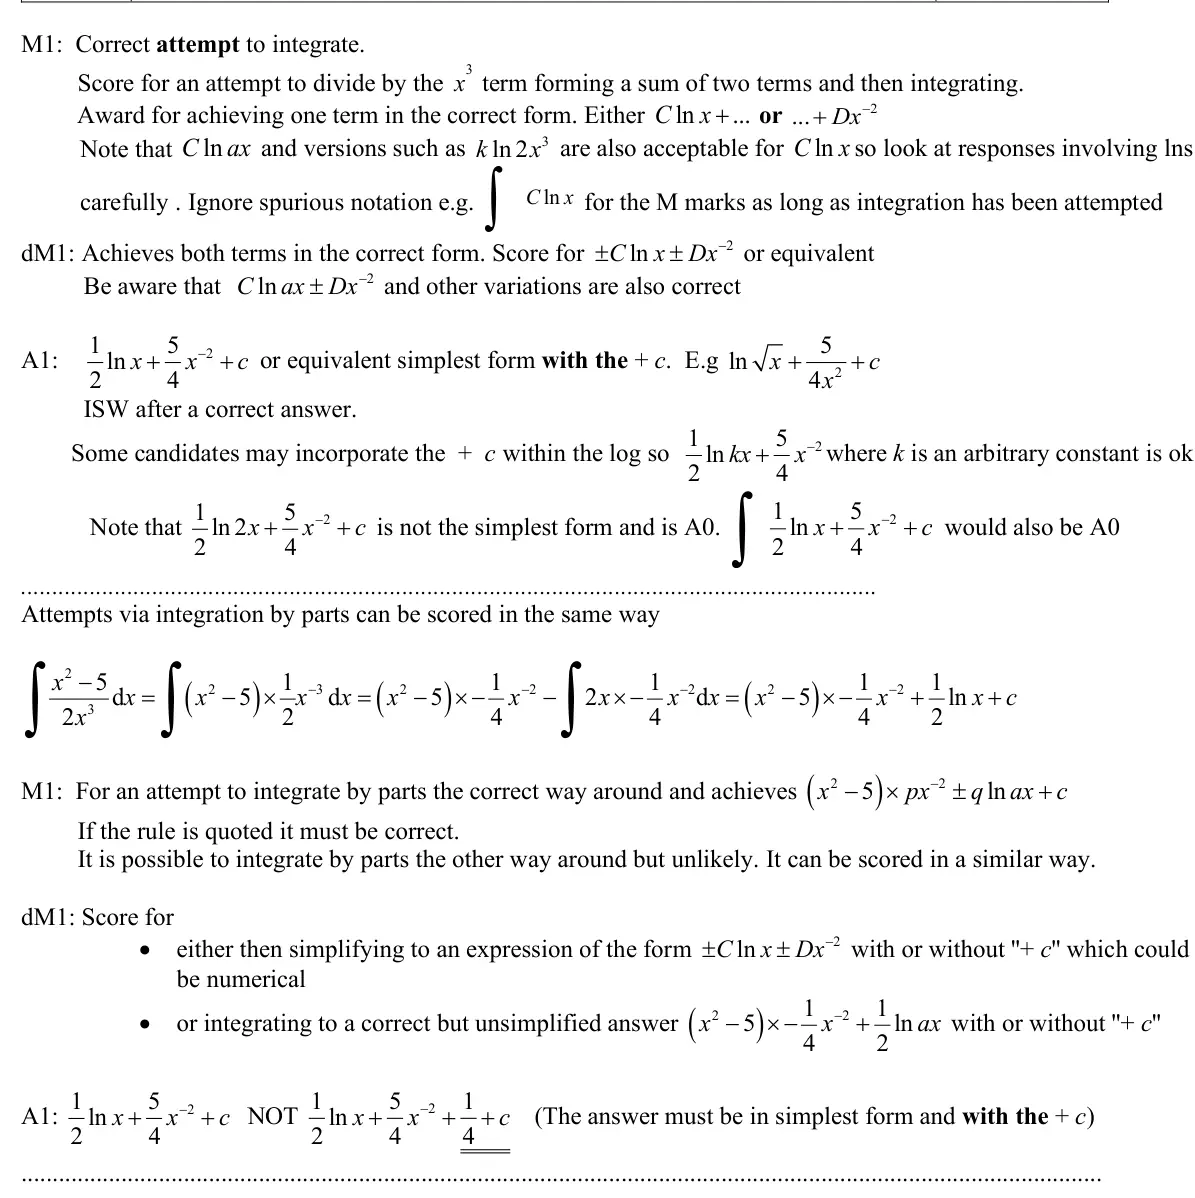 M1: Correct attempt to integrate.
Score for an attempt to divide by the x³ term forming a sum of two terms and then integrating.
Award for achieving one term in the correct form. Either C ln x + ... or ... + Dx⁻²
Note that C ln ax and versions such as k ln 2x³ are also acceptable for C ln x so look at responses involving lns
carefully . Ignore spurious notation e.g. ∫ C ln x for the M marks as long as integration has been attempted
dM1: Achieves both terms in the correct form. Score for ±C ln x ± Dx⁻² or equivalent
Be aware that C ln ax ± Dx⁻² and other variations are also correct
A1: 1/2 ln x + 5/4 x⁻² + c or equivalent simplest form with the + c. E.g ln √x + 5/4x² + c
ISW after a correct answer.
Some candidates may incorporate the + c within the log so 1/2 ln kx + 5/4 x⁻² where k is an arbitrary constant is ok
Note that 1/2 ln 2x + 5/4 x⁻² + c is not the simplest form and is A0. ∫ 1/2 ln x + 5/4 x⁻² + c would also be A0
..........................................................................................................................................
Attempts via integration by parts can be scored in the same way
∫ (x² − 5)/2x³ dx = ∫ (x² − 5) × 1/2 x⁻³ dx = (x² − 5) × − 1/4 x⁻² − ∫ 2x × − 1/4 x⁻² dx = (x² − 5) × − 1/4 x⁻² + 1/2 ln x + c
M1: For an attempt to integrate by parts the correct way around and achieves (x² − 5) × px⁻² ± q ln ax + c
If the rule is quoted it must be correct.
It is possible to integrate by parts the other way around but unlikely. It can be scored in a similar way.
dM1: Score for
• either then simplifying to an expression of the form ±C ln x ± Dx⁻² with or without "+ c" which could
be numerical
• or integrating to a correct but unsimplified answer (x² − 5) × − 1/4 x⁻² + 1/2 ln ax with or without "+ c"
A1: 1/2 ln x + 5/4 x⁻² + c NOT 1/2 ln x + 5/4 x⁻² + 1/4 + c (The answer must be in simplest form and with the + c)
..........................................................................................................................................